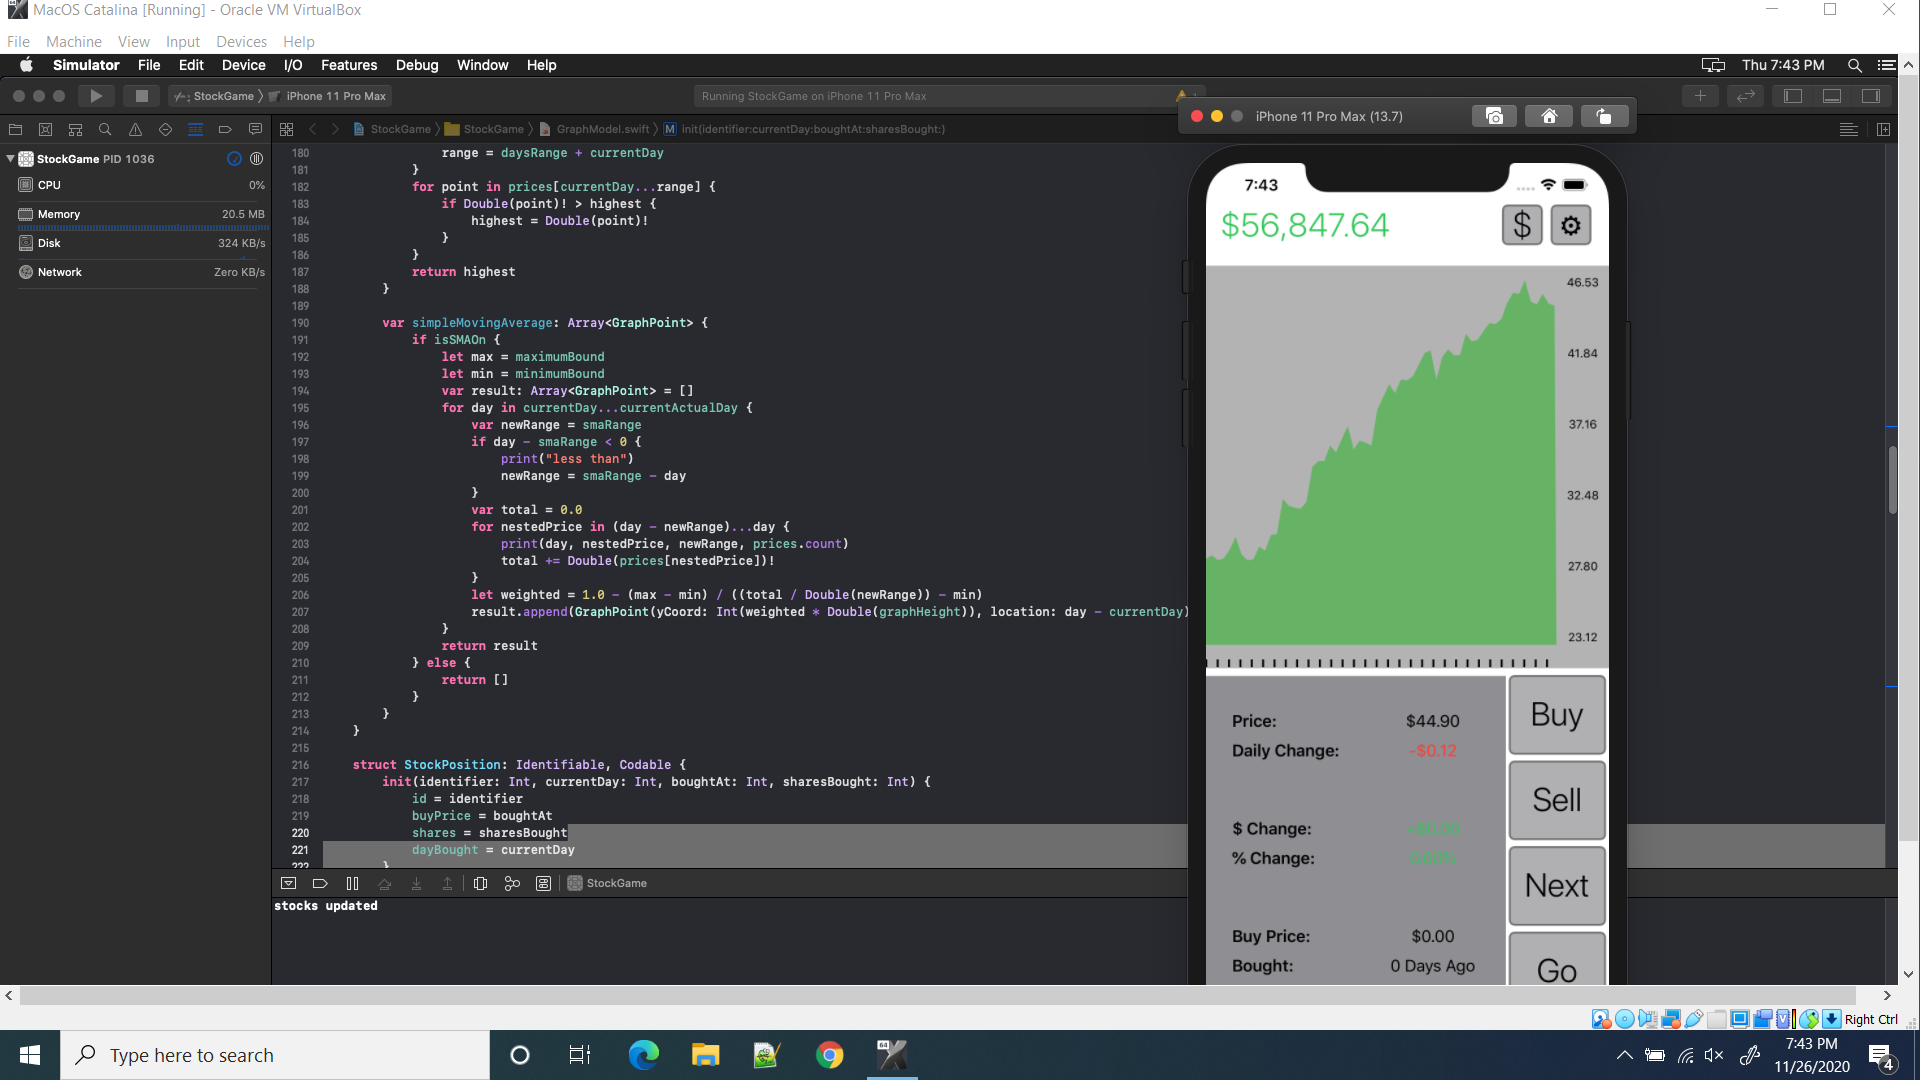 MacOS Catalina [Running] - Oracle VM VirtualBox
File Machine View Input Devices Help
Simulator File Edit Device I/O Features Debug Window Help Thu 7:43 PM
StockGame iPhone 11 Pro Max Running StockGame on iPhone 11 Pro Max
StockGame StockGame GraphModel.swift M init(identifier:currentDay:boughtAt:sharesBought:)
StockGame PID 1036
CPU 0%
Memory 20.5 MB
Disk 324 KB/s
Network Zero KB/s
180 range = daysRange + currentDay
181 }
182 for point in prices[currentDay...range] {
183 if Double(point)! > highest {
184 highest = Double(point)!
185 }
186 }
187 return highest
188 }
189
190 var simpleMovingAverage: Array<GraphPoint> {
191 if isSMAOn {
192 let max = maximumBound
193 let min = minimumBound
194 var result: Array<GraphPoint> = []
195 for day in currentDay...currentActualDay {
196 var newRange = smaRange
197 if day - smaRange < 0 {
198 print("less than")
199 newRange = smaRange - day
200 }
201 var total = 0.0
202 for nestedPrice in (day - newRange)...day {
203 print(day, nestedPrice, newRange, prices.count)
204 total += Double(prices[nestedPrice])!
205 }
206 let weighted = 1.0 - (max - min) / ((total / Double(newRange)) - min)
207 result.append(GraphPoint(yCoord: Int(weighted * Double(graphHeight)), location: day - currentDay)
208 }
209 return result
210 } else {
211 return []
212 }
213 }
214 }
215
216 struct StockPosition: Identifiable, Codable {
217 init(identifier: Int, currentDay: Int, boughtAt: Int, sharesBought: Int) {
218 id = identifier
219 buyPrice = boughtAt
220 shares = sharesBought
221 dayBought = currentDay
222 }
StockGame
stocks updated
iPhone 11 Pro Max (13.7)
7:43
$56,847.64 $
46.53
41.84
37.16
32.48
27.80
23.12
Price: $44.90
Daily Change: -$0.12
$ Change: +$0.00
% Change: 0.00%
Buy Price: $0.00
Bought: 0 Days Ago
Buy
Sell
Next
Go
Right Ctrl
Type here to search
64
7:43 PM
11/26/2020
4